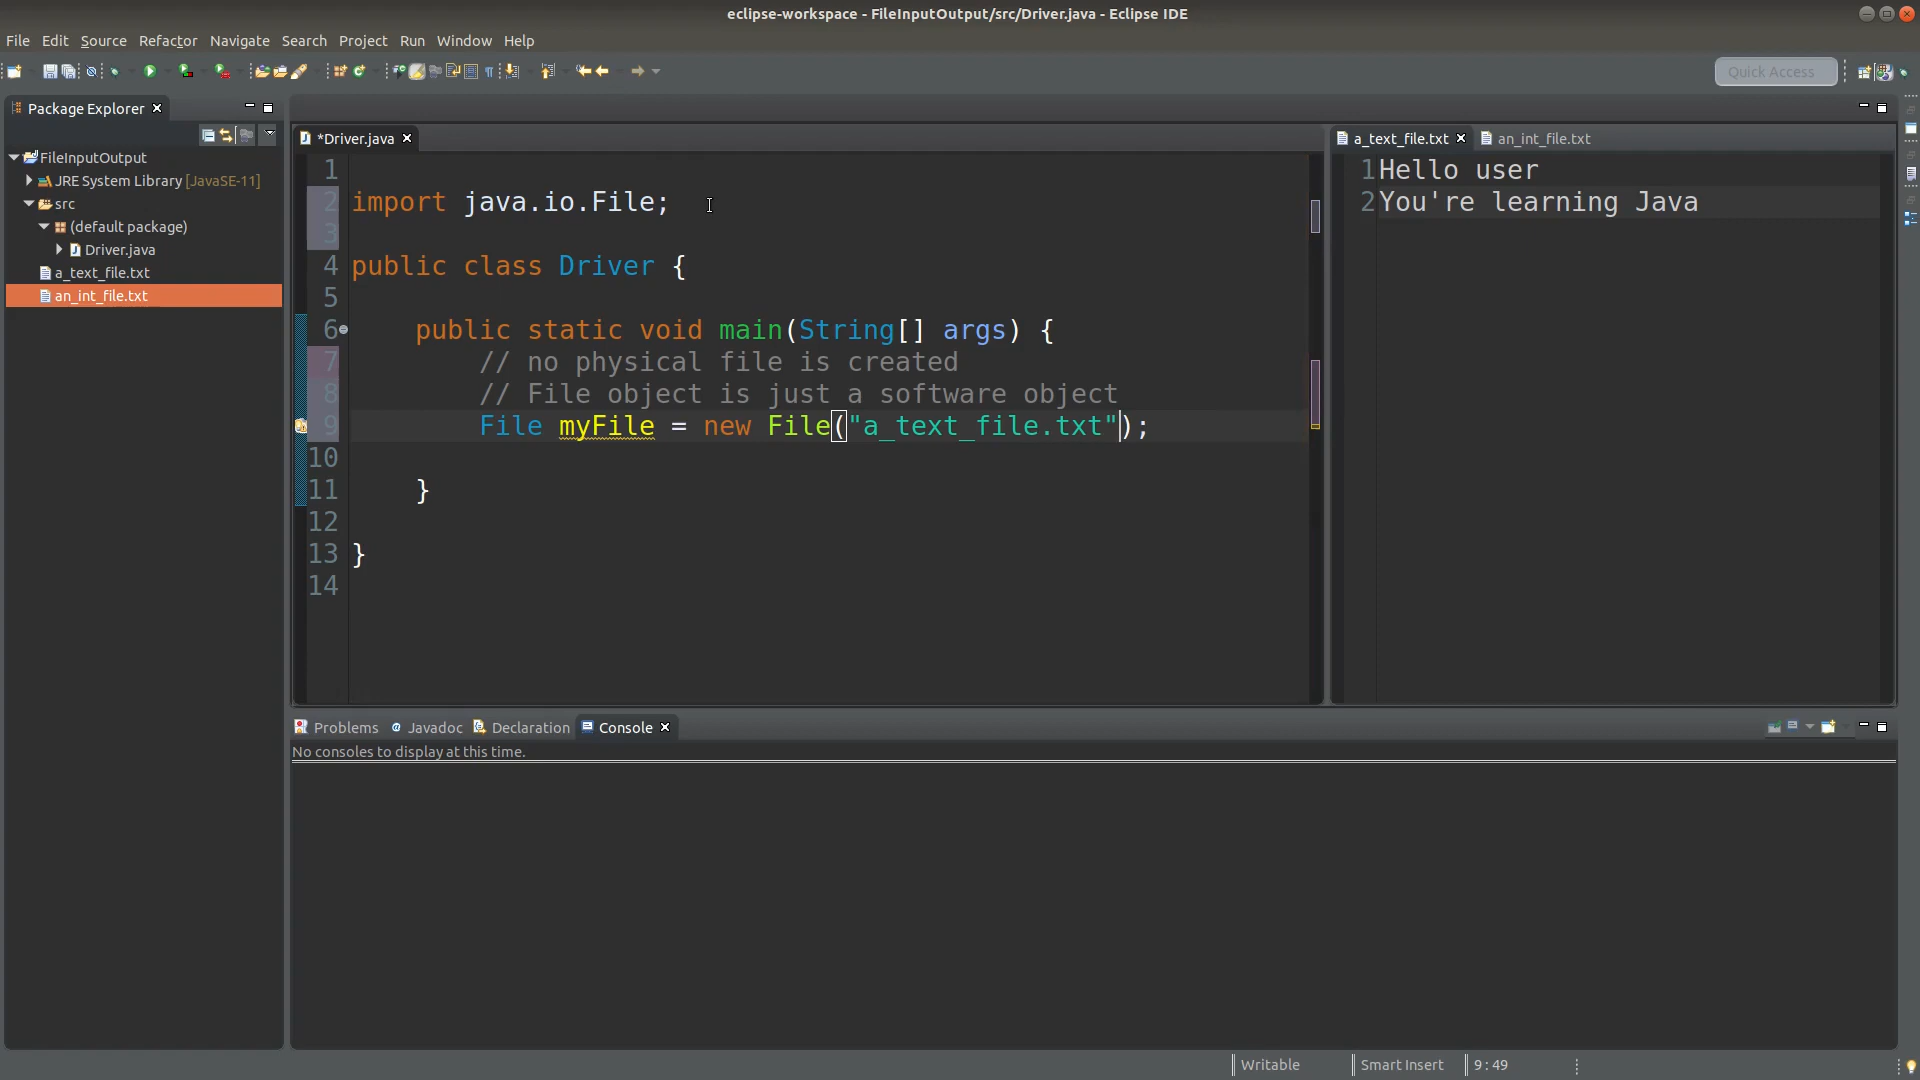 eclipse-workspace - FileInputOutput/src/Driver.java - Eclipse IDE
File Edit Source Refactor Navigate Search Project Run Window Help
Quick Access
Package Explorer
FileInputOutput
JRE System Library [JavaSE-11]
src
(default package)
Driver.java
a_text_file.txt
an_int_file.txt
*Driver.java
1
2 import java.io.File;
3
4 public class Driver {
5
6 public static void main(String[] args) {
7 // no physical file is created
8 // File object is just a software object
9 File myFile = new File("a_text_file.txt");
10
11 }
12
13 }
14
a_text_file.txt an_int_file.txt
1 Hello user
2 You're learning Java
Problems Javadoc Declaration Console
No consoles to display at this time.
Writable Smart Insert 9 : 49